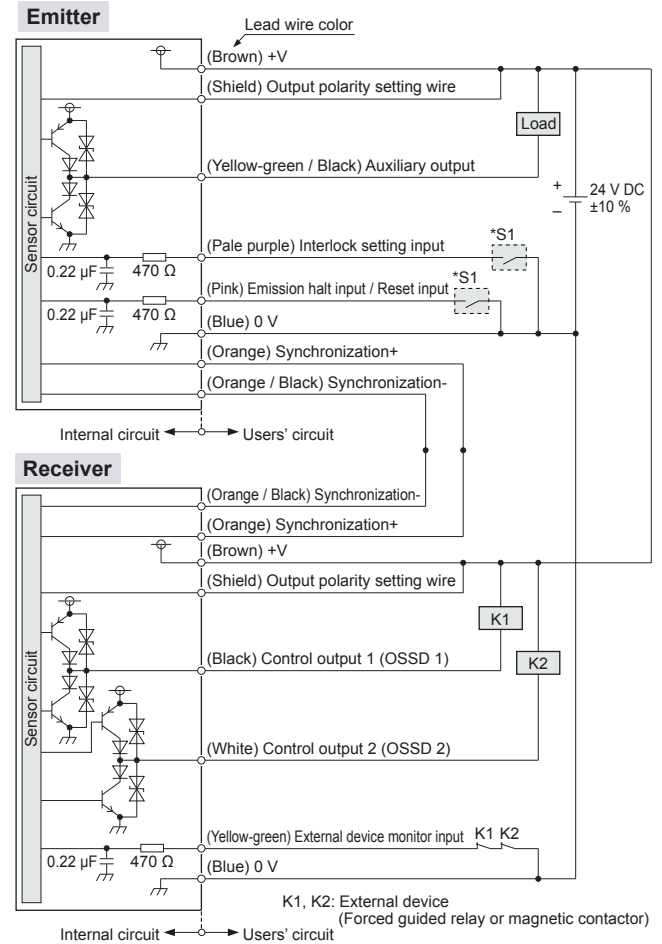 Emitter
Lead wire color
(Brown) +V
(Shield) Output polarity setting wire
Load
(Yellow-green / Black) Auxiliary output
+
24 V DC
–
±10 %
Sensor circuit
(Pale purple) Interlock setting input
*S1
0.22 µF
470 Ω
(Pink) Emission halt input / Reset input
*S1
0.22 µF
470 Ω
(Blue) 0 V
(Orange) Synchronization+
(Orange / Black) Synchronization-
Internal circuit
Users' circuit
Receiver
(Orange / Black) Synchronization-
(Orange) Synchronization+
(Brown) +V
(Shield) Output polarity setting wire
K1
(Black) Control output 1 (OSSD 1)
K2
Sensor circuit
(White) Control output 2 (OSSD 2)
(Yellow-green) External device monitor input
K1 K2
0.22 µF
470 Ω
(Blue) 0 V
K1, K2: External device
(Forced guided relay or magnetic contactor)
Internal circuit
Users' circuit